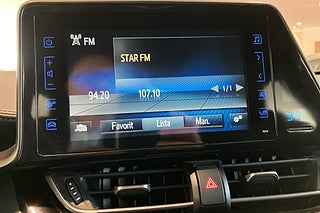 FM
STAR FM
94.20 107.10 1/1
Favorit Lista Man.